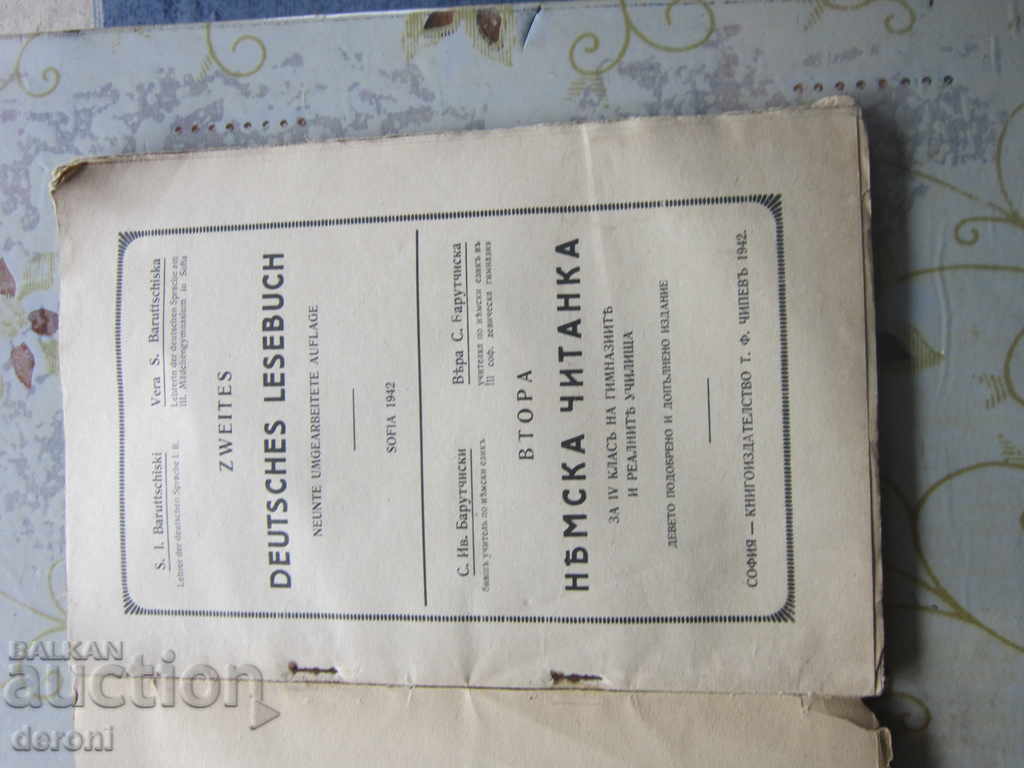 S. I. Baruttschiski
Lehrer der deutschen Sprache i. R.
Vera S. Baruttschiska
Lehrerin der deutschen Sprache am
III. Mädchengymnasium in Sofia
ZWEITES
DEUTSCHES LESEBUCH
NEUNTE UMGEARBEITETE AUFLAGE
SOFIA 1942
С. Ив. Барутчиски
бившъ учитель по нѣмски езикъ
Вѣра С. Барутчиска
учителка по нѣмски езикъ въ
III соф. девическа гимназия
ВТОРА
НѢМСКА ЧИТАНКА
ЗА IV КЛАСЪ НА ГИМНАЗИИТѢ
И РЕАЛНИТѢ УЧИЛИЩА
ДЕВЕТО ПОДОБРЕНО И ДОПЪЛНЕНО ИЗДАНИЕ
СОФИЯ — КНИГОИЗДАТЕЛСТВО Т. Ф. ЧИПЕВЪ 1942.
BALKAN
auction
deroni